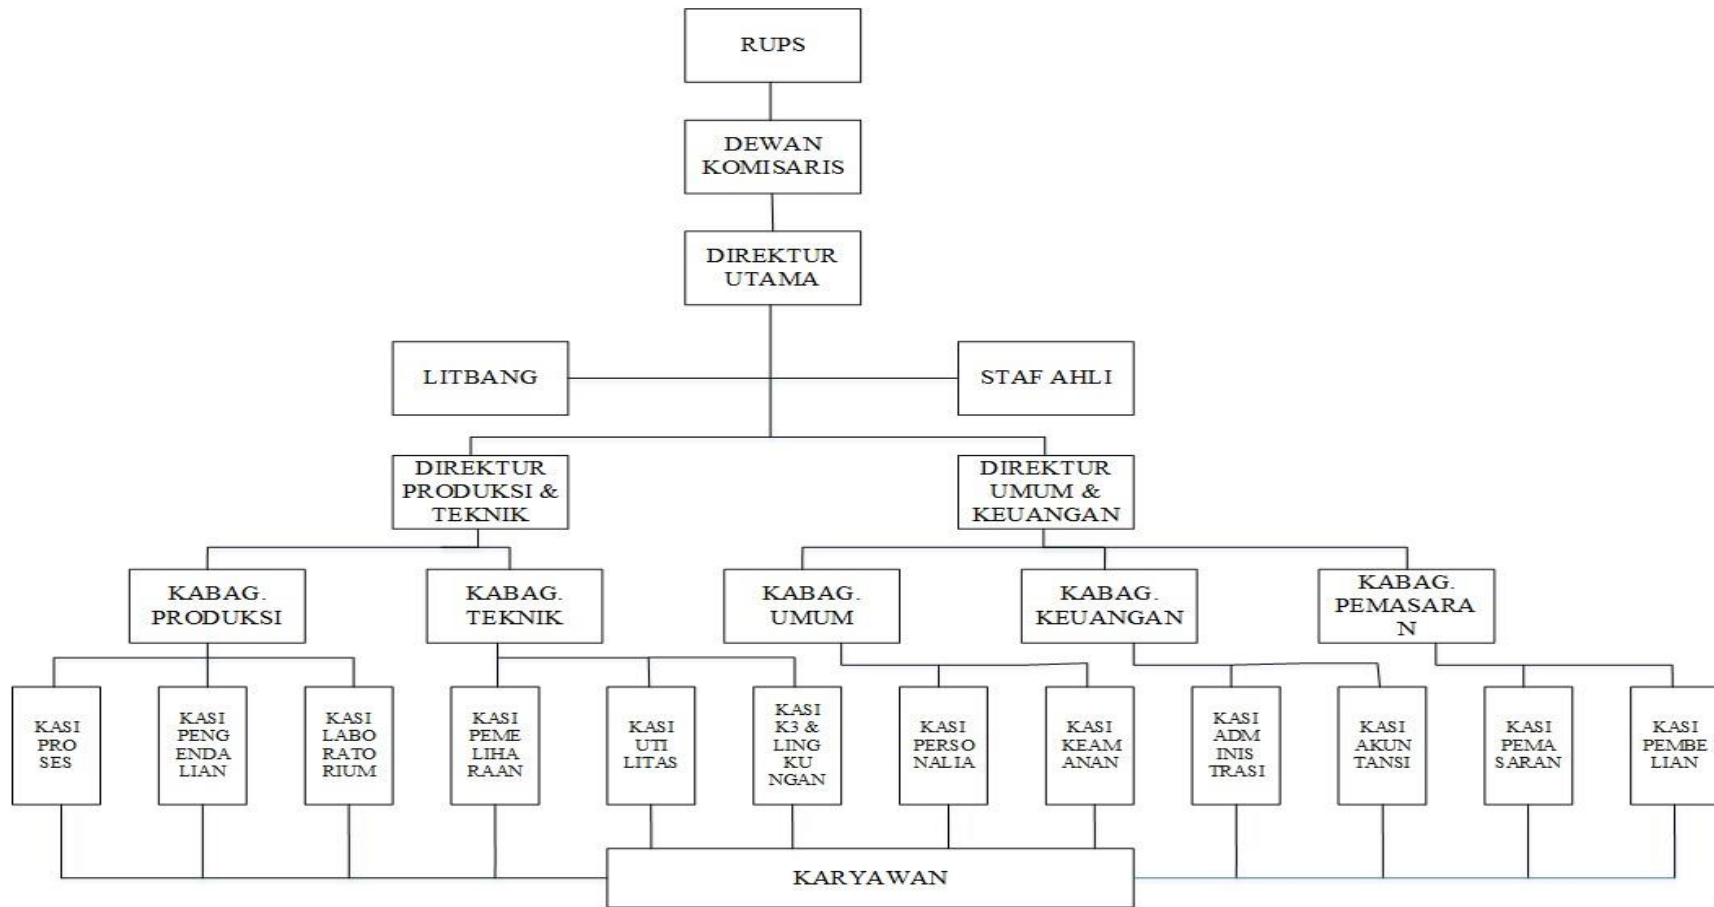 RUPS
DEWAN
KOMISARIS
DIREKTUR
UTAMA
LITBANG
STAF AHLI
DIREKTUR
PRODUKSI &
TEKNIK
DIREKTUR
UMUM &
KEUANGAN
KABAG.
PRODUKSI
KABAG.
TEKNIK
KABAG.
UMUM
KABAG.
KEUANGAN
KABAG.
PEMASARA
N
KASI
PRO
SES
KASI
PENG
ENDA
LIAN
KASI
LABO
RATO
RIUM
KASI
PEME
LIHA
RAAN
KASI
UTI
LITAS
KASI
K3 &
LING
KU
NGAN
KASI
PERSO
NALIA
KASI
KEAM
ANAN
KASI
ADM
INIS
TRASI
KASI
AKUN
TANSI
KASI
PEMA
SARAN
KASI
PEMBE
LIAN
KARYAWAN